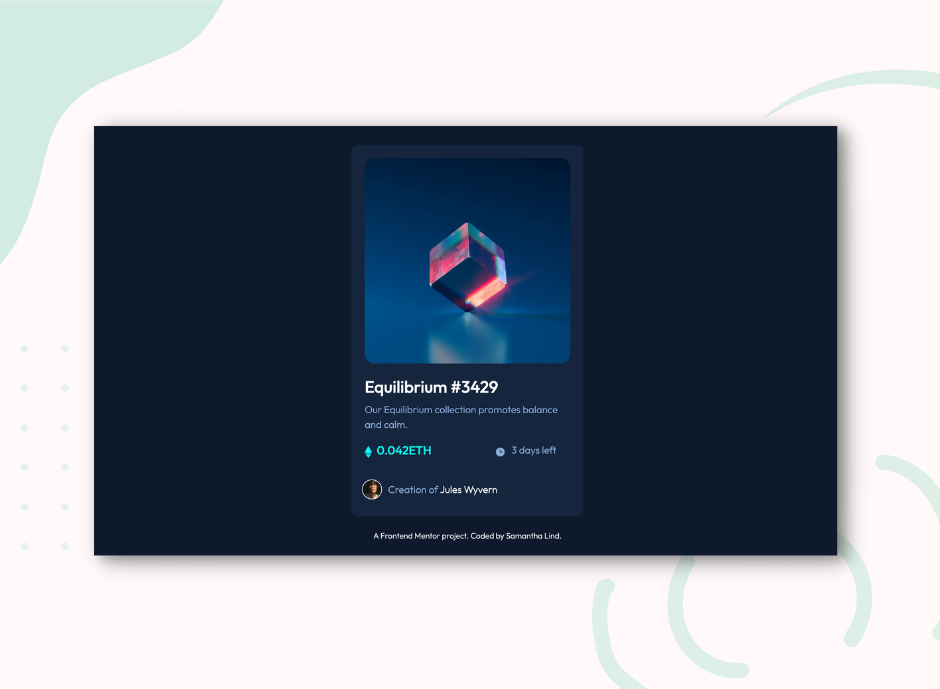 Equilibrium #3429
Our Equilibrium collection promotes balance
and calm.
0.042ETH
3 days left
Creation of Jules Wyvern
A Frontend Mentor project. Coded by Samantha Lind.